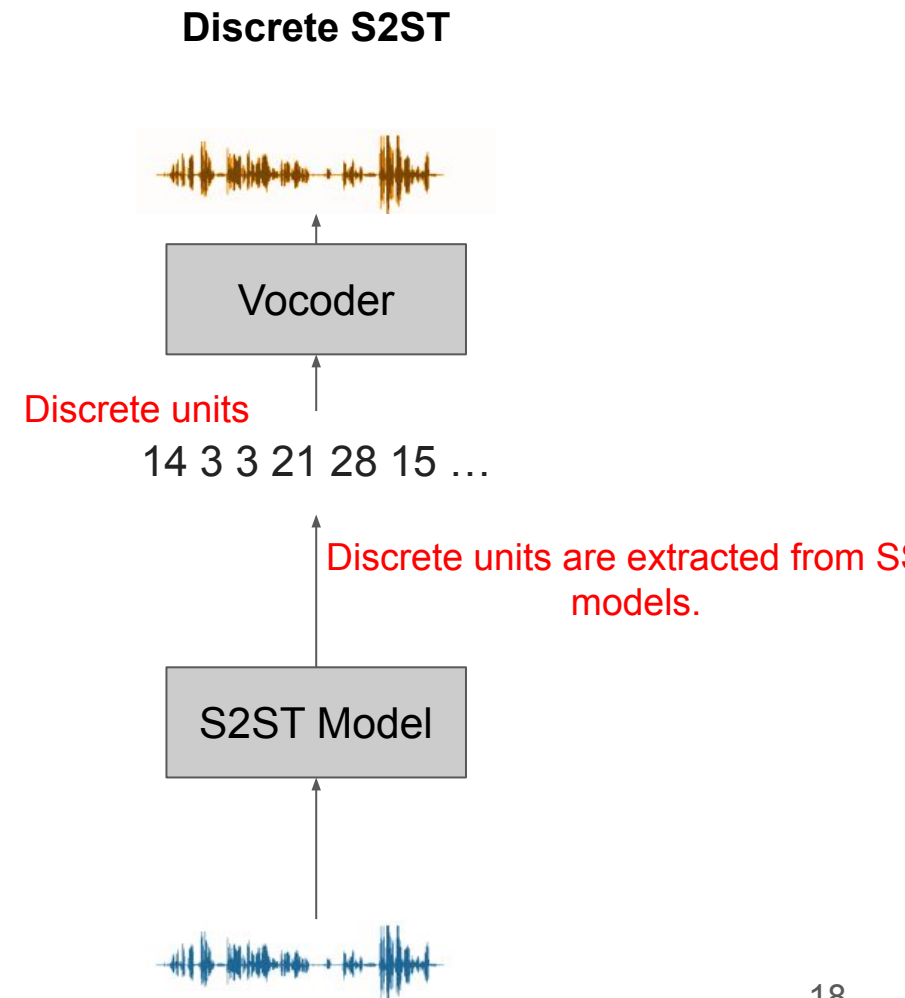 Discrete S2ST
Vocoder
Discrete units
14 3 3 21 28 15 …
Discrete units are extracted from
models.
S2ST Model
18